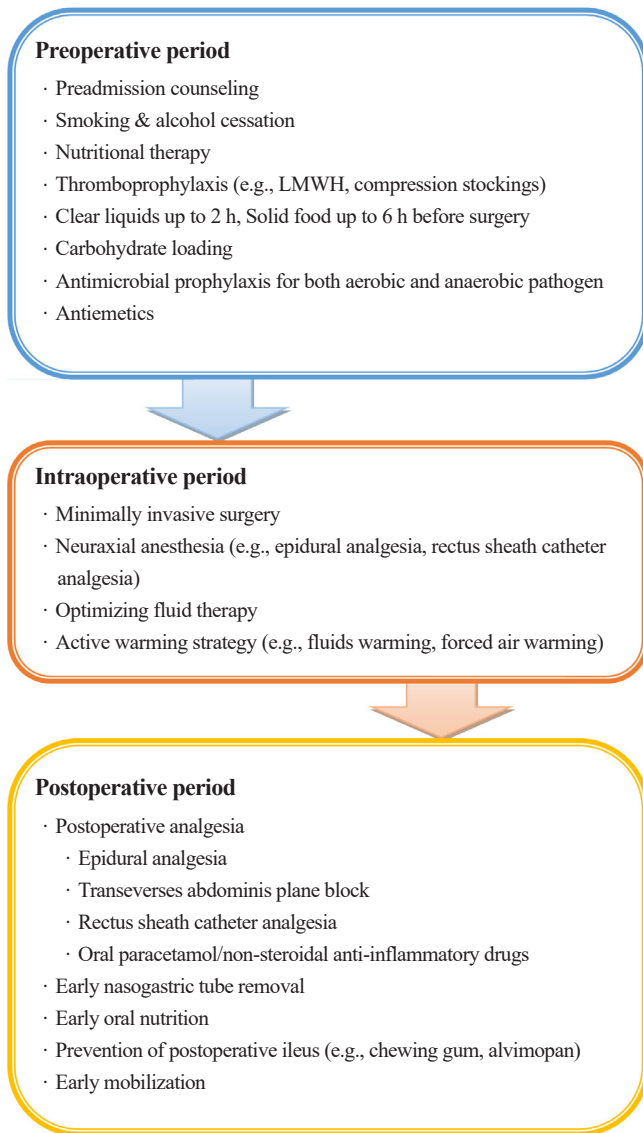 Preoperative period
· Preadmission counseling
· Smoking & alcohol cessation
· Nutritional therapy
· Thromboprophylaxis (e.g., LMWH, compression stockings)
· Clear liquids up to 2 h, Solid food up to 6 h before surgery
· Carbohydrate loading
· Antimicrobial prophylaxis for both aerobic and anaerobic pathogen
· Antiemetics
Intraoperative period
· Minimally invasive surgery
· Neuraxial anesthesia (e.g., epidural analgesia, rectus sheath catheter
analgesia)
· Optimizing fluid therapy
· Active warming strategy (e.g., fluids warming, forced air warming)
Postoperative period
· Postoperative analgesia
· Epidural analgesia
· Transeverses abdominis plane block
· Rectus sheath catheter analgesia
· Oral paracetamol/non-steroidal anti-inflammatory drugs
· Early nasogastric tube removal
· Early oral nutrition
· Prevention of postoperative ileus (e.g., chewing gum, alvimopan)
· Early mobilization